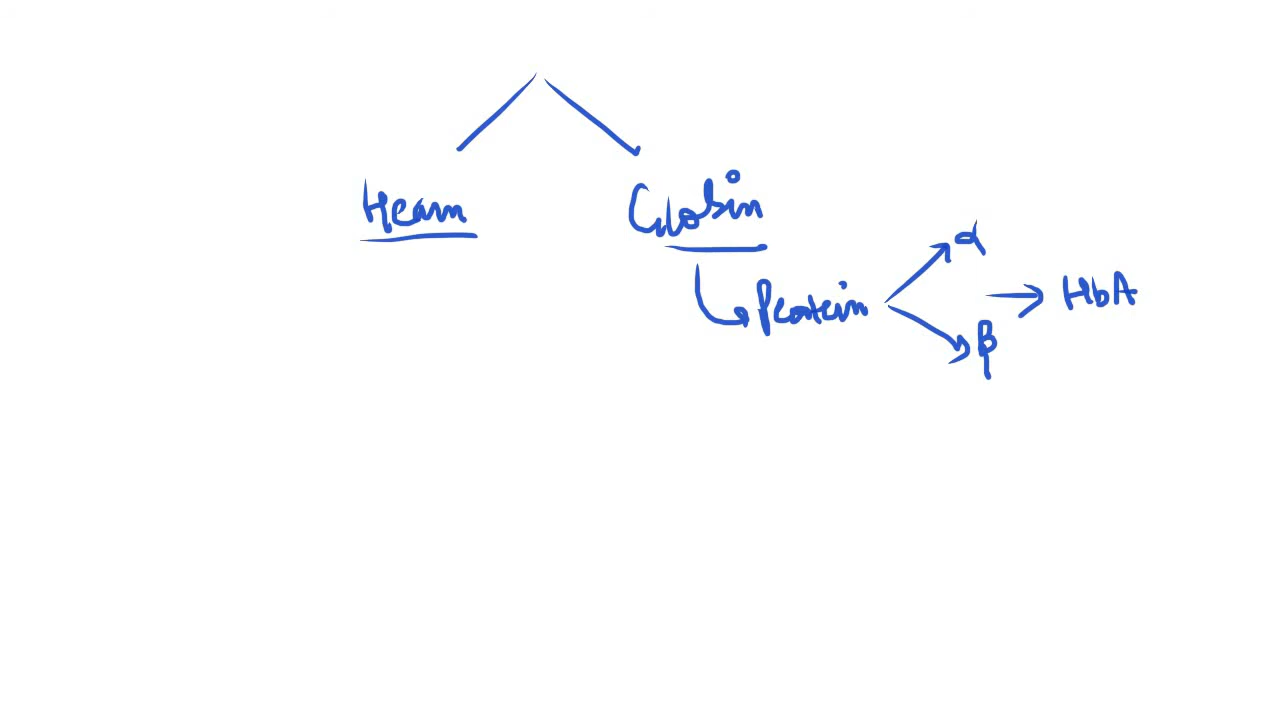 Heam Globin
Protein α β → HbA